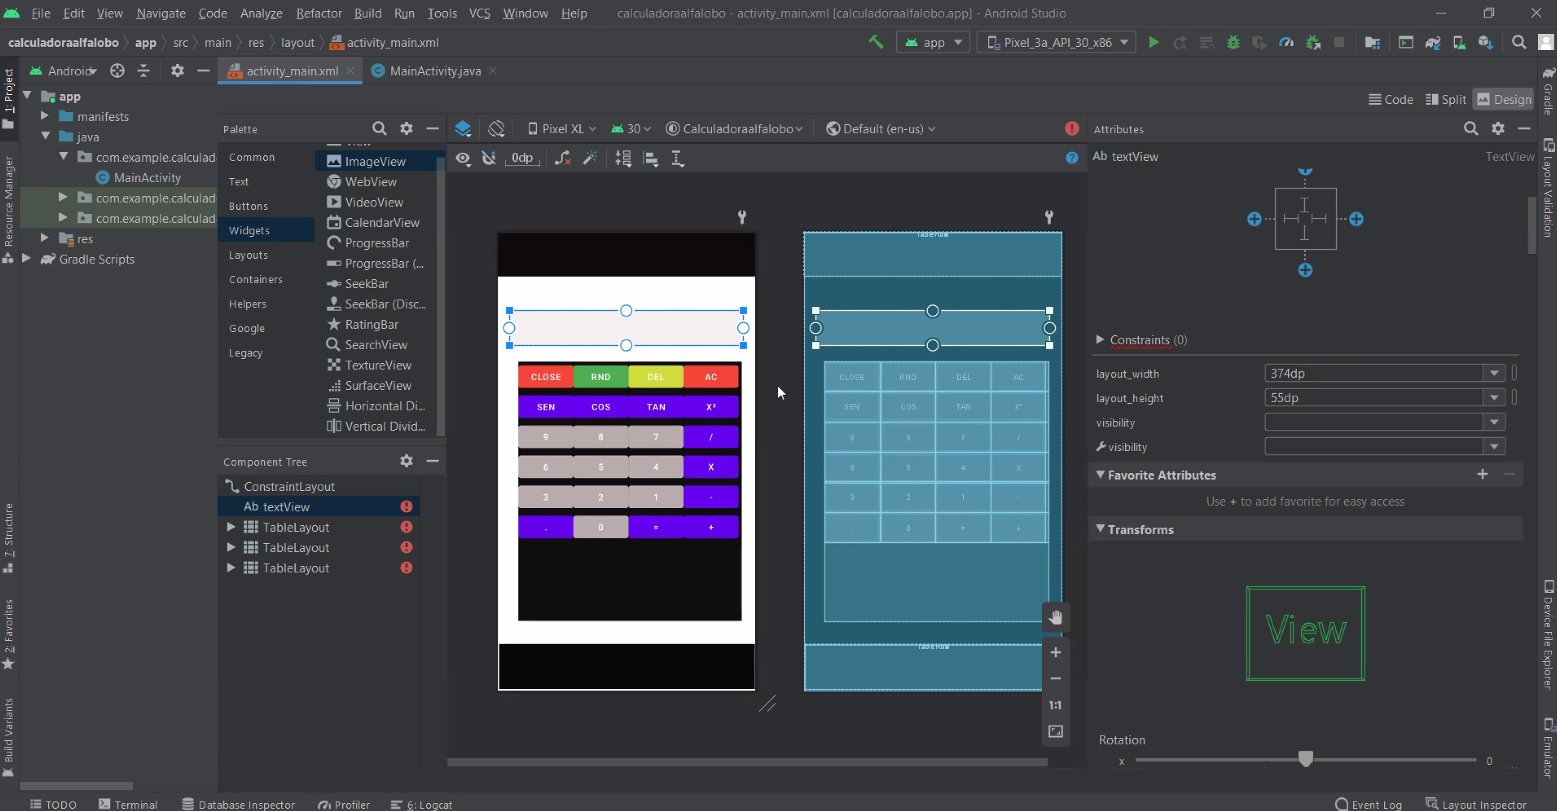 File Edit View Navigate Code Analyze Refactor Build Run Tools VCS Window Help calculadoraalfalobo - activity_main.xml [calculadoraalfalobo.app] - Android Studio
calculadoraalfalobo app src main res layout activity_main.xml app Pixel_3a_API_30_x86
Android activity_main.xml MainActivity.java
1: Project
Resource Manager
7: Structure
2: Favorites
Build Variants
app
manifests
java
com.example.calculad
MainActivity
com.example.calculad
com.example.calculad
res
Gradle Scripts
Code Split Design
Palette
Common
Text
Buttons
Widgets
Layouts
Containers
Helpers
Google
Legacy
View
ImageView
WebView
VideoView
CalendarView
ProgressBar
ProgressBar (...
SeekBar
SeekBar (Disc...
RatingBar
SearchView
TextureView
SurfaceView
Horizontal Di...
Vertical Divid...
Component Tree
ConstraintLayout
Ab textView
TableLayout
TableLayout
TableLayout
Pixel XL 30 Calculadoraalfalobo Default (en-us)
0dp
CLOSE RND DEL AC
SEN COS TAN X²
9 8 7 /
6 5 4 X
3 2 1 -
. 0 = +
TableRow
CLOSE RND DEL AC
SEN COS TAN X²
9 8 7 /
6 5 4 X
3 2 1 -
0 = +
TableRow
1:1
Attributes
Ab textView TextView
Constraints (0)
layout_width 374dp
layout_height 55dp
visibility
visibility
Favorite Attributes
Use + to add favorite for easy access
Transforms
View
Rotation
x 0
Gradle
Layout Validation
Device File Explorer
Emulator
TODO Terminal Database Inspector Profiler 6: Logcat Event Log Layout Inspector